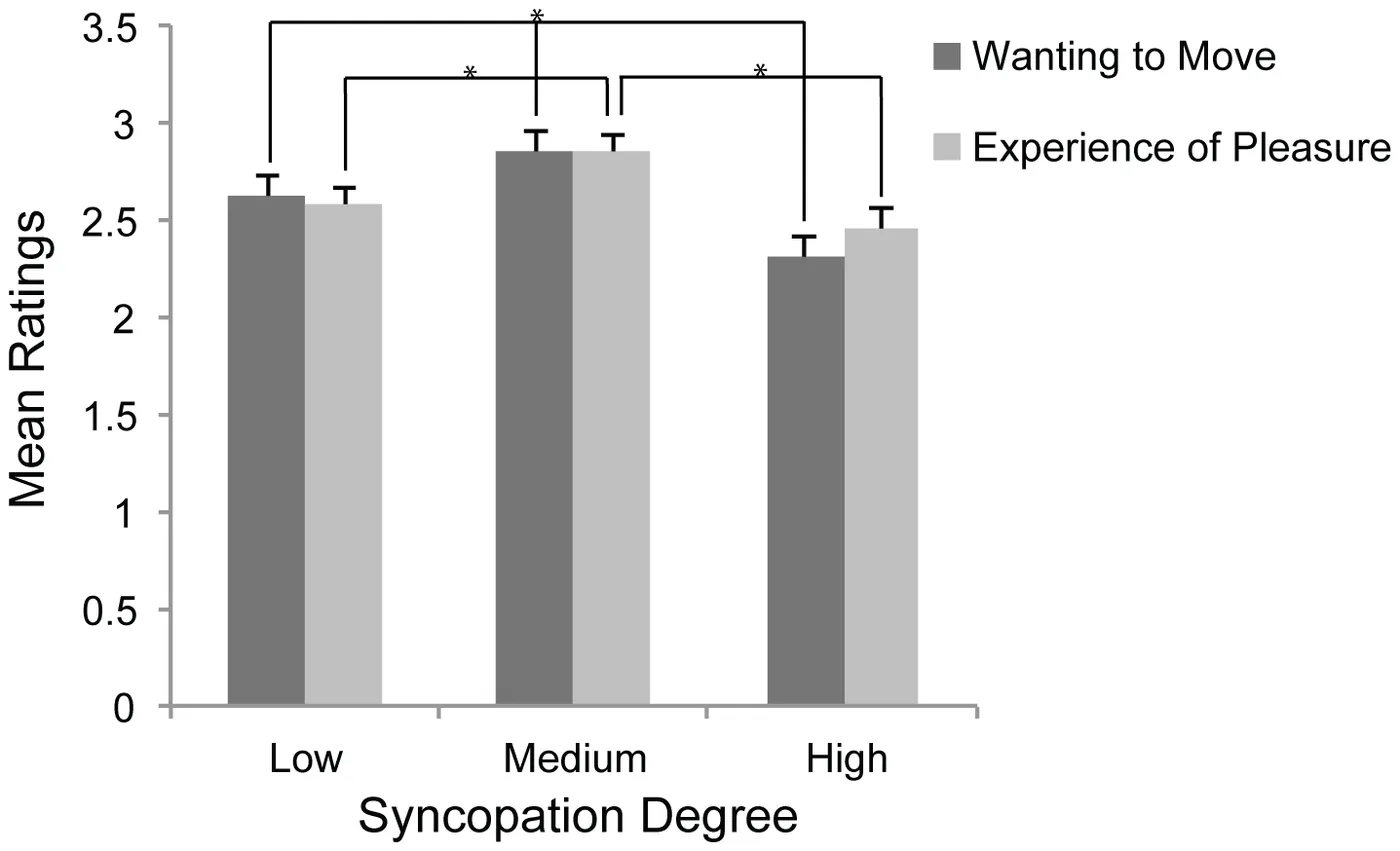 3.5
3
2.5
2
1.5
1
0.5
0
Mean Ratings
*
*
*
Wanting to Move
Experience of Pleasure
Low
Medium
High
Syncopation Degree